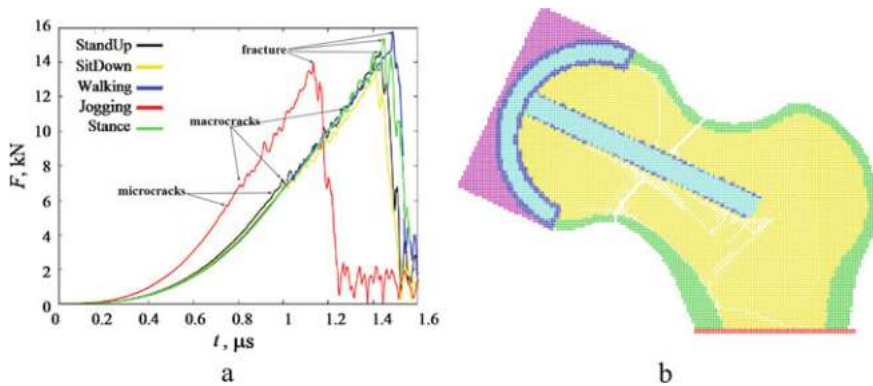 a
b
16
14
12
10
8
6
4
2
0
F, kN
StandUp
SitDown
Walking
Jogging
Stance
fracture
macrocracks
microcracks
0 0.2 0.4 0.6 0.8 1 1.2 1.4 1.6
t, μs
a
b